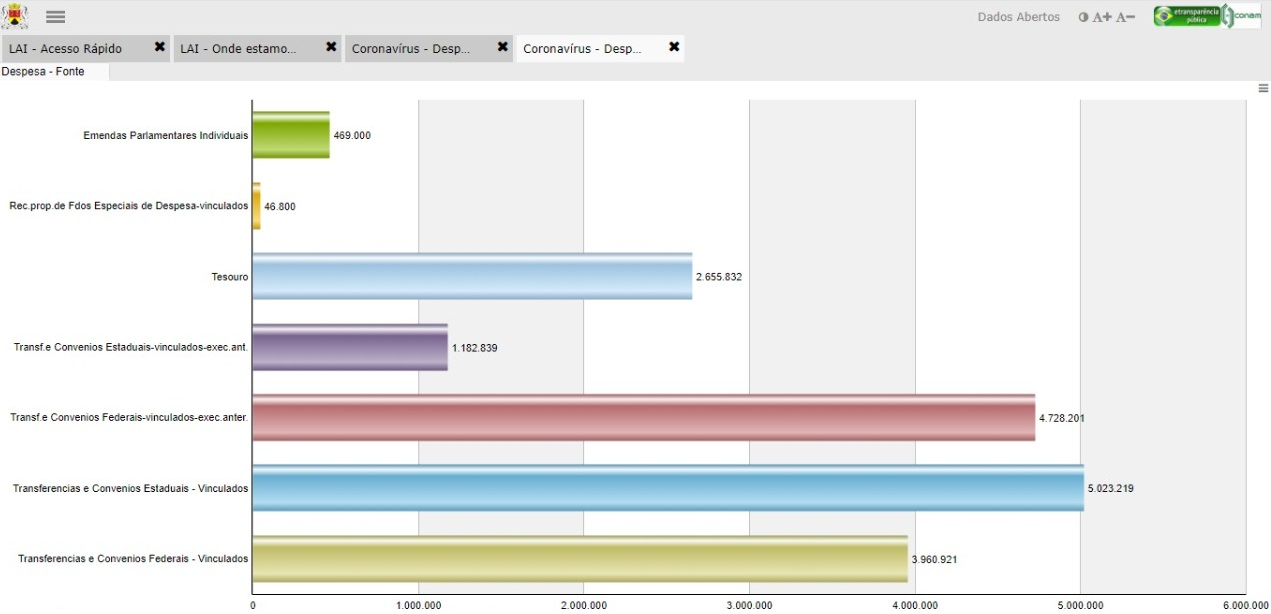 Dados Abertos A+ A−
etransparência
pública
conam
LAI - Acesso Rápido ✖ LAI - Onde estamo... ✖ Coronavírus - Desp... ✖ Coronavírus - Desp... ✖
Despesa - Fonte
Emendas Parlamentares Individuais 469.000
Rec.prop.de Fdos Especiais de Despesa-vinculados 46.800
Tesouro 2.655.832
Transf.e Convenios Estaduais-vinculados-exec.ant. 1.182.839
Transf.e Convenios Federais-vinculados-exec.anter. 4.728.201
Transferencias e Convenios Estaduais - Vinculados 5.023.219
Transferencias e Convenios Federais - Vinculados 3.960.921
0 1.000.000 2.000.000 3.000.000 4.000.000 5.000.000 6.000.000